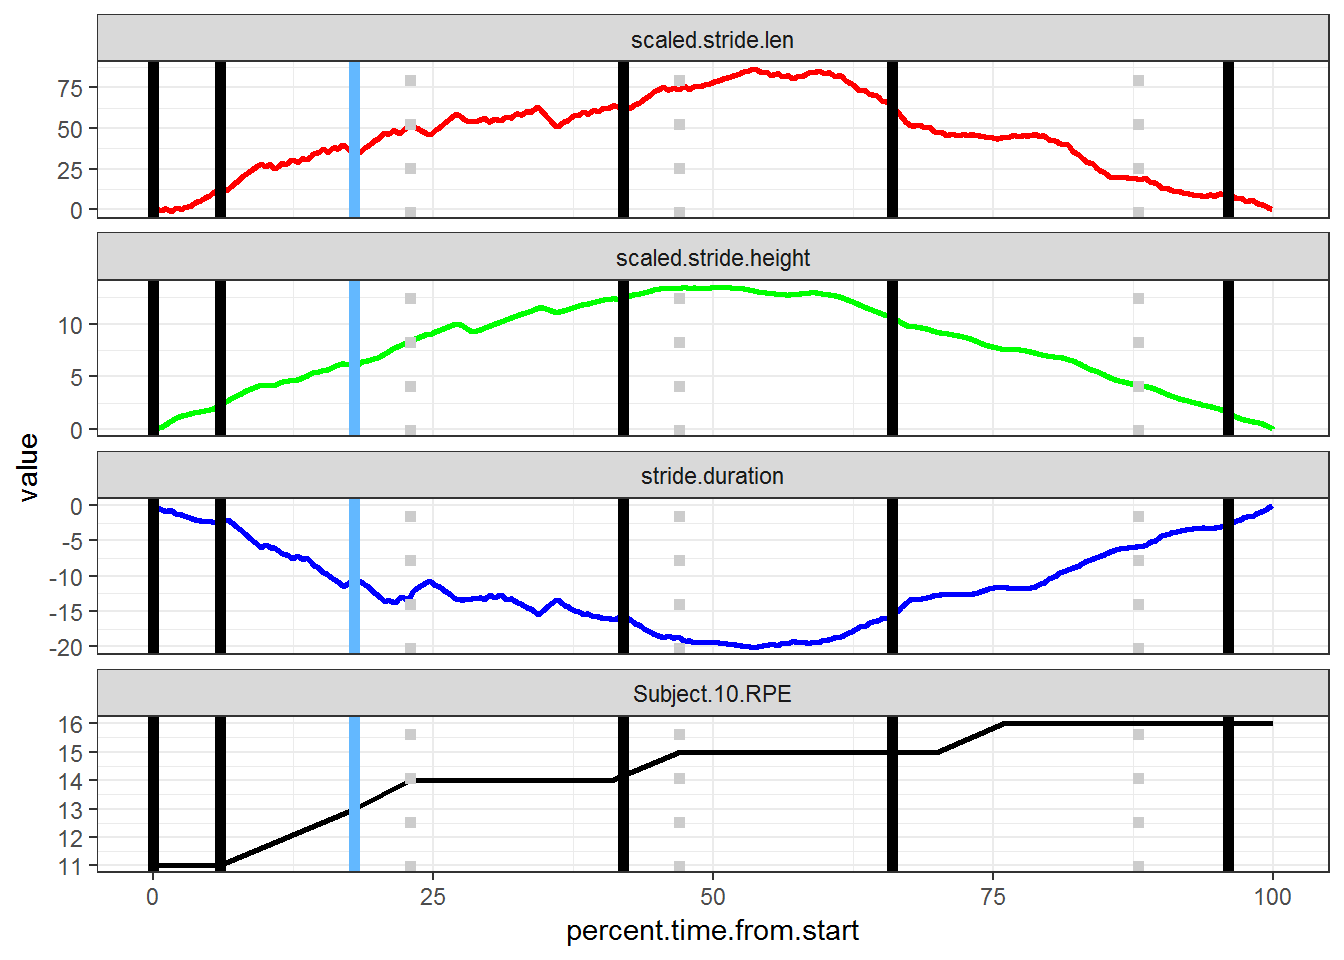 scaled.stride.len
75
50
25
0
scaled.stride.height
10
5
0
stride.duration
0
-5
-10
-15
-20
Subject.10.RPE
16
15
14
13
12
11
value
0 25 50 75 100
percent.time.from.start